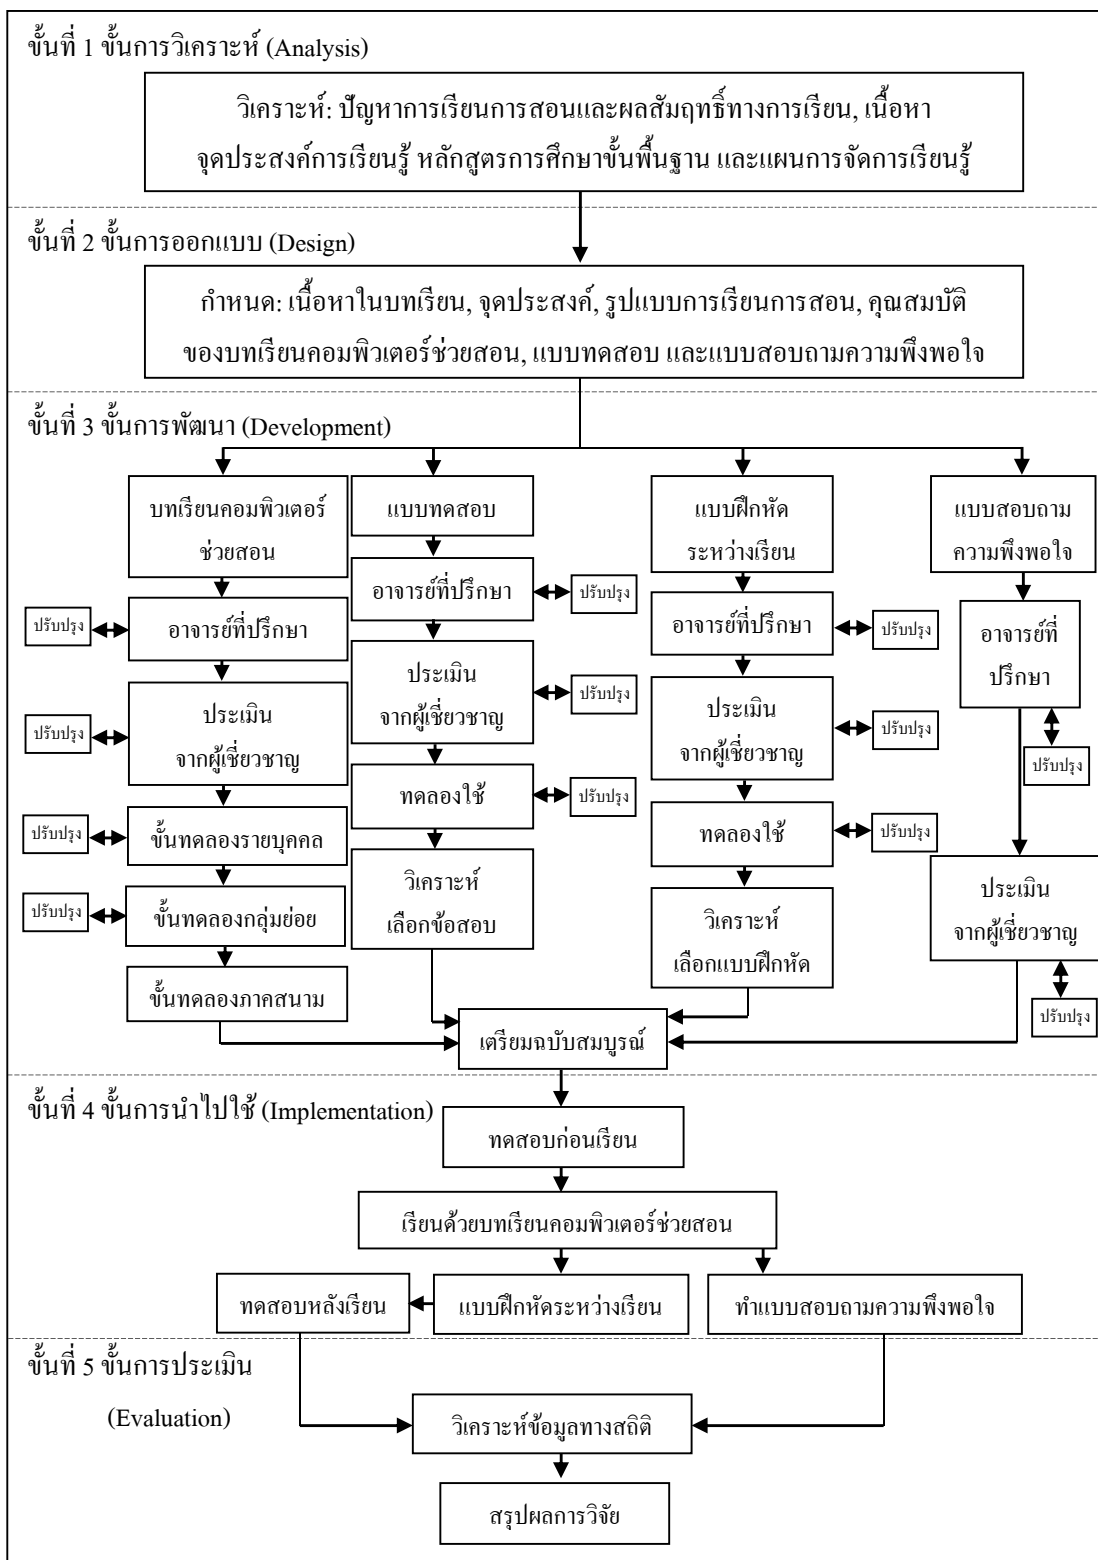 ขั้นที่ 1 ขั้นการวิเคราะห์ (Analysis)
วิเคราะห์: ปัญหาการเรียนการสอนและผลสัมฤทธิ์ทางการเรียน, เนื้อหา
จุดประสงค์การเรียนรู้ หลักสูตรการศึกษาขั้นพื้นฐาน และแผนการจัดการเรียนรู้
ขั้นที่ 2 ขั้นการออกแบบ (Design)
กำหนด: เนื้อหาในบทเรียน, จุดประสงค์, รูปแบบการเรียนการสอน, คุณสมบัติ
ของบทเรียนคอมพิวเตอร์ช่วยสอน, แบบทดสอบ และแบบสอบถามความพึงพอใจ
ขั้นที่ 3 ขั้นการพัฒนา (Development)
บทเรียนคอมพิวเตอร์
ช่วยสอน
อาจารย์ที่ปรึกษา
ปรับปรุง
ประเมิน
จากผู้เชี่ยวชาญ
ปรับปรุง
ขั้นทดลองรายบุคคล
ปรับปรุง
ขั้นทดลองกลุ่มย่อย
ปรับปรุง
ขั้นทดลองภาคสนาม
แบบทดสอบ
อาจารย์ที่ปรึกษา
ปรับปรุง
ประเมิน
จากผู้เชี่ยวชาญ
ปรับปรุง
ทดลองใช้
ปรับปรุง
วิเคราะห์
เลือกข้อสอบ
แบบฝึกหัด
ระหว่างเรียน
อาจารย์ที่ปรึกษา
ปรับปรุง
ประเมิน
จากผู้เชี่ยวชาญ
ปรับปรุง
ทดลองใช้
ปรับปรุง
วิเคราะห์
เลือกแบบฝึกหัด
แบบสอบถาม
ความพึงพอใจ
อาจารย์ที่
ปรึกษา
ปรับปรุง
ประเมิน
จากผู้เชี่ยวชาญ
ปรับปรุง
เตรียมฉบับสมบูรณ์
ขั้นที่ 4 ขั้นการนำไปใช้ (Implementation)
ทดสอบก่อนเรียน
เรียนด้วยบทเรียนคอมพิวเตอร์ช่วยสอน
ทดสอบหลังเรียน
แบบฝึกหัดระหว่างเรียน
ทำแบบสอบถามความพึงพอใจ
ขั้นที่ 5 ขั้นการประเมิน
(Evaluation)
วิเคราะห์ข้อมูลทางสถิติ
สรุปผลการวิจัย